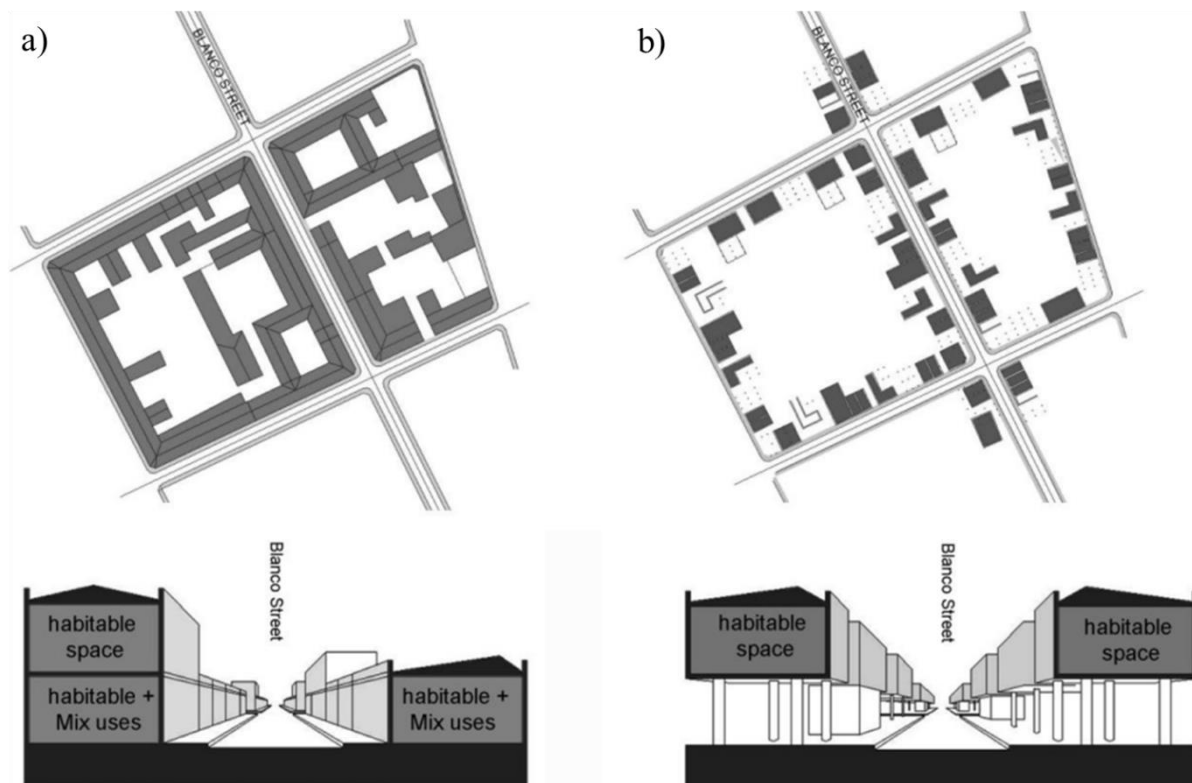 a)
BLANCO STREET
b)
BLANCO STREET
Blanco Street
habitable
space
habitable +
Mix uses
habitable +
Mix uses
Blanco Street
habitable
space
habitable
space